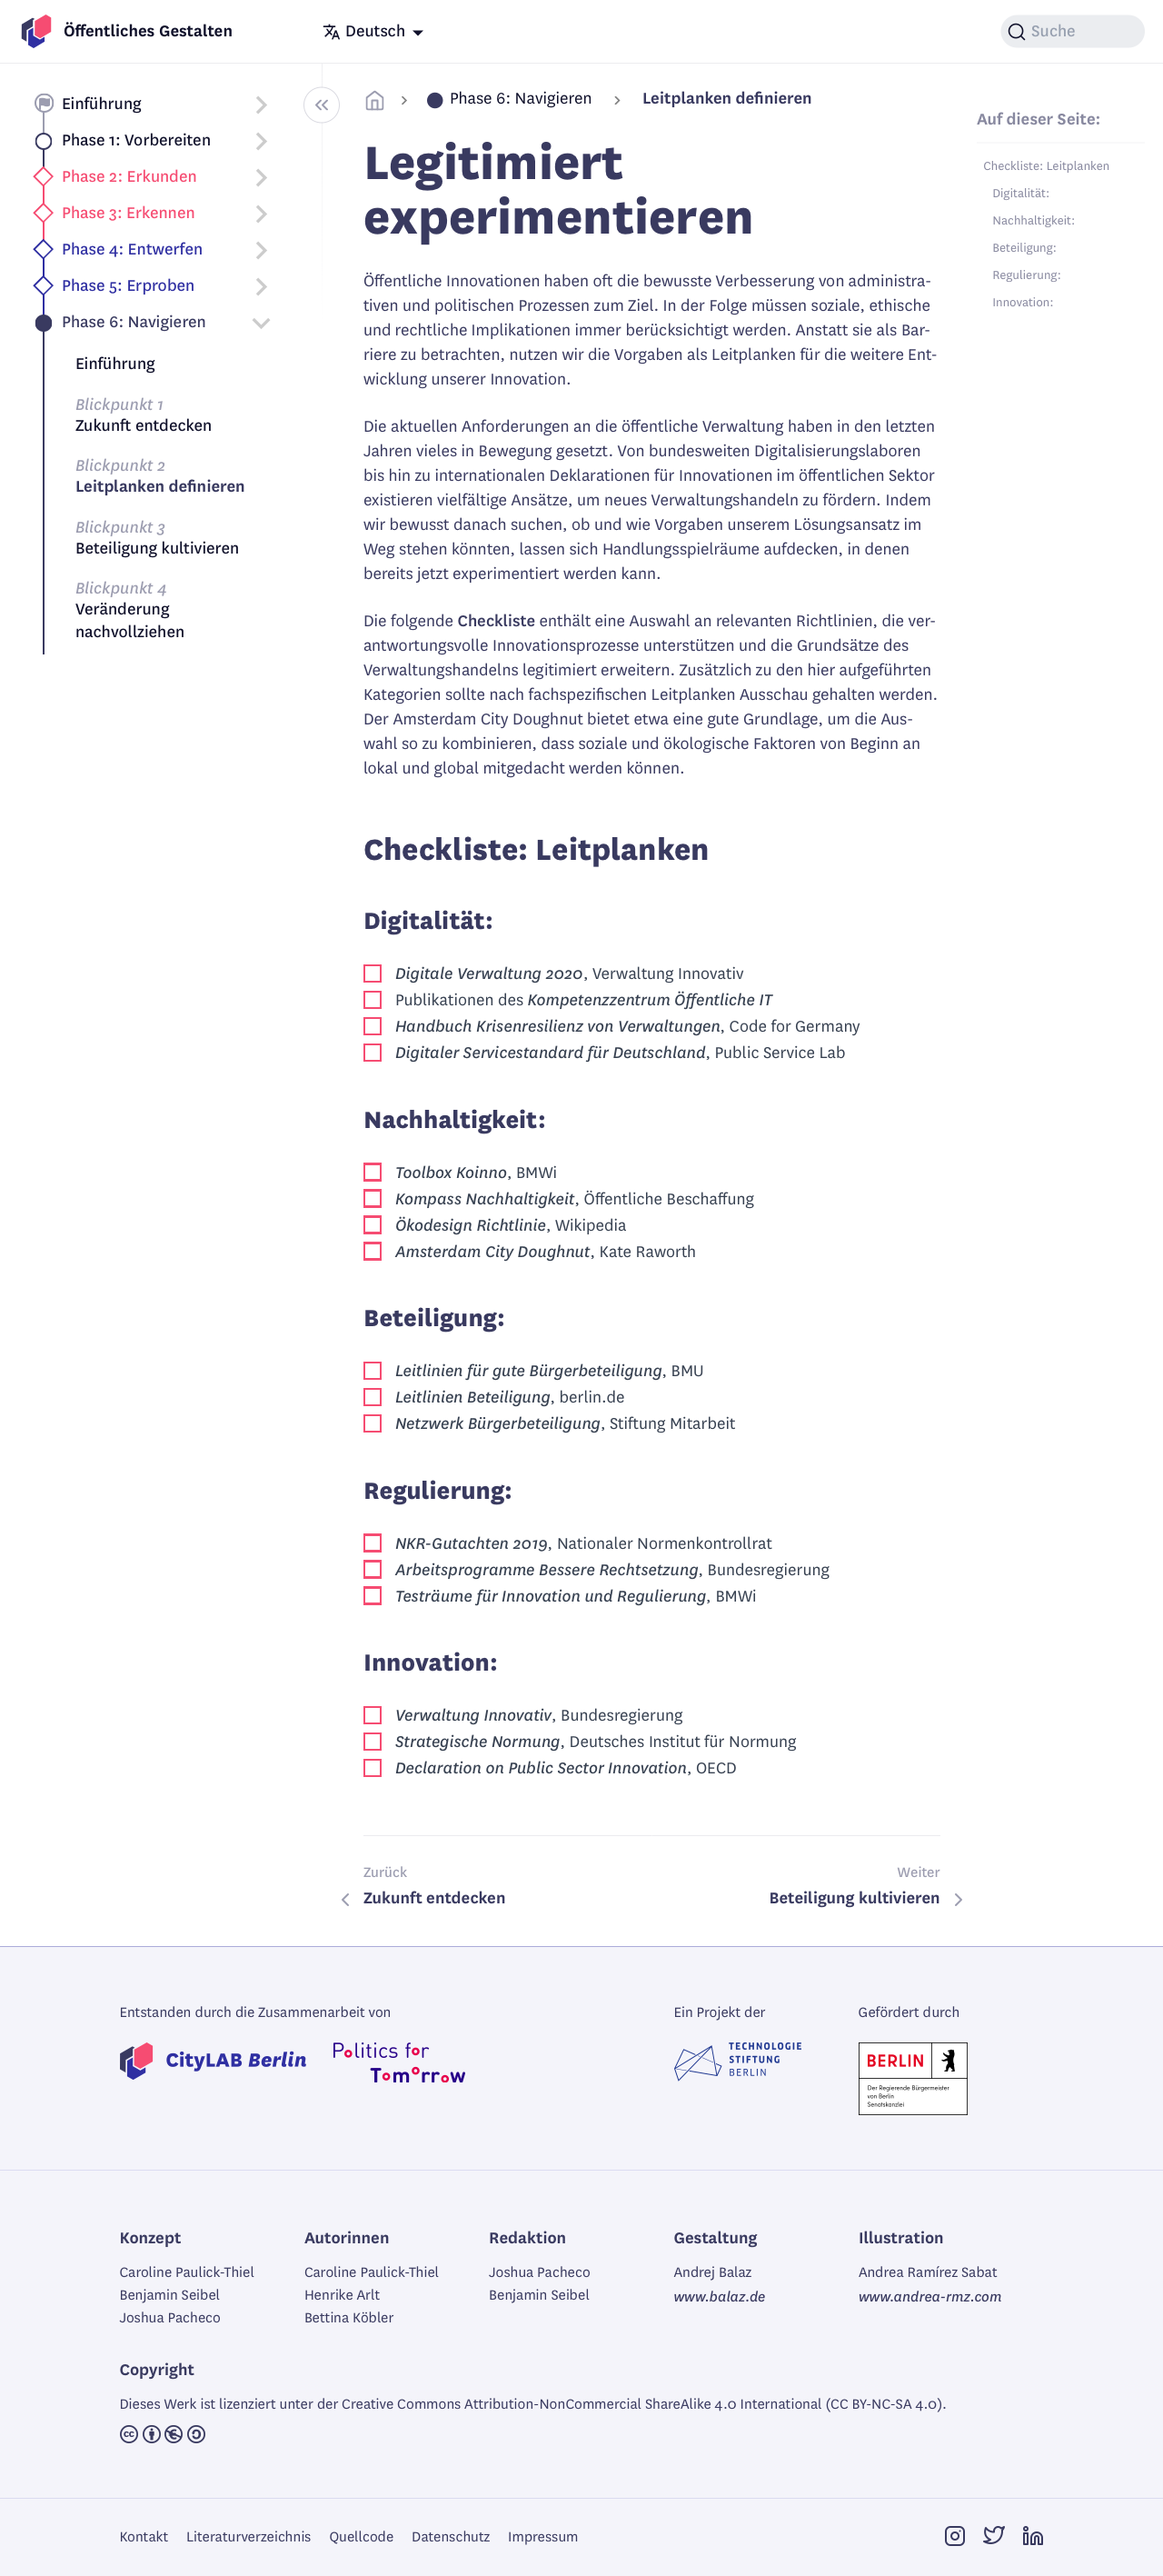 Öffentliches Gestalten
Deutsch
Suche
Einführung
Phase 1: Vorbereiten
Phase 2: Erkunden
Phase 3: Erkennen
Phase 4: Entwerfen
Phase 5: Erproben
Phase 6: Navigieren
Einführung
Blickpunkt 1
Zukunft entdecken
Blickpunkt 2
Leitplanken definieren
Blickpunkt 3
Beteiligung kultivieren
Blickpunkt 4
Veränderung
nachvollziehen
Phase 6: Navigieren
Leitplanken definieren
Legitimiert
experimentieren
Öffentliche Innovationen haben oft die bewusste Verbesserung von administra-
tiven und politischen Prozessen zum Ziel. In der Folge müssen soziale, ethische
und rechtliche Implikationen immer berücksichtigt werden. Anstatt sie als Bar-
riere zu betrachten, nutzen wir die Vorgaben als Leitplanken für die weitere Ent-
wicklung unserer Innovation.
Die aktuellen Anforderungen an die öffentliche Verwaltung haben in den letzten
Jahren vieles in Bewegung gesetzt. Von bundesweiten Digitalisierungslaboren
bis hin zu internationalen Deklarationen für Innovationen im öffentlichen Sektor
existieren vielfältige Ansätze, um neues Verwaltungshandeln zu fördern. Indem
wir bewusst danach suchen, ob und wie Vorgaben unserem Lösungsansatz im
Weg stehen könnten, lassen sich Handlungsspielräume aufdecken, in denen
bereits jetzt experimentiert werden kann.
Die folgende Checkliste enthält eine Auswahl an relevanten Richtlinien, die ver-
antwortungsvolle Innovationsprozesse unterstützen und die Grundsätze des
Verwaltungshandelns legitimiert erweitern. Zusätzlich zu den hier aufgeführten
Kategorien sollte nach fachspezifischen Leitplanken Ausschau gehalten werden.
Der Amsterdam City Doughnut bietet etwa eine gute Grundlage, um die Aus-
wahl so zu kombinieren, dass soziale und ökologische Faktoren von Beginn an
lokal und global mitgedacht werden können.
Checkliste: Leitplanken
Digitalität:
Digitale Verwaltung 2020, Verwaltung Innovativ
Publikationen des Kompetenzzentrum Öffentliche IT
Handbuch Krisenresilienz von Verwaltungen, Code for Germany
Digitaler Servicestandard für Deutschland, Public Service Lab
Nachhaltigkeit:
Toolbox Koinno, BMWi
Kompass Nachhaltigkeit, Öffentliche Beschaffung
Ökodesign Richtlinie, Wikipedia
Amsterdam City Doughnut, Kate Raworth
Beteiligung:
Leitlinien für gute Bürgerbeteiligung, BMU
Leitlinien Beteiligung, berlin.de
Netzwerk Bürgerbeteiligung, Stiftung Mitarbeit
Regulierung:
NKR-Gutachten 2019, Nationaler Normenkontrollrat
Arbeitsprogramme Bessere Rechtsetzung, Bundesregierung
Testräume für Innovation und Regulierung, BMWi
Innovation:
Verwaltung Innovativ, Bundesregierung
Strategische Normung, Deutsches Institut für Normung
Declaration on Public Sector Innovation, OECD
Zurück
Zukunft entdecken
Weiter
Beteiligung kultivieren
Auf dieser Seite:
Checkliste: Leitplanken
Digitalität:
Nachhaltigkeit:
Beteiligung:
Regulierung:
Innovation:
Entstanden durch die Zusammenarbeit von
CityLAB Berlin
Politics for
Tomorrow
Ein Projekt der
TECHNOLOGIE
STIFTUNG
BERLIN
Gefördert durch
BERLIN
Der Regierende Bürgermeister
von Berlin
Senatskanzlei
Konzept
Caroline Paulick-Thiel
Benjamin Seibel
Joshua Pacheco
Autorinnen
Caroline Paulick-Thiel
Henrike Arlt
Bettina Köbler
Redaktion
Joshua Pacheco
Benjamin Seibel
Gestaltung
Andrej Balaz
www.balaz.de
Illustration
Andrea Ramírez Sabat
www.andrea-rmz.com
Copyright
Dieses Werk ist lizenziert unter der Creative Commons Attribution-NonCommercial ShareAlike 4.0 International (CC BY-NC-SA 4.0).
Kontakt
Literaturverzeichnis
Quellcode
Datenschutz
Impressum